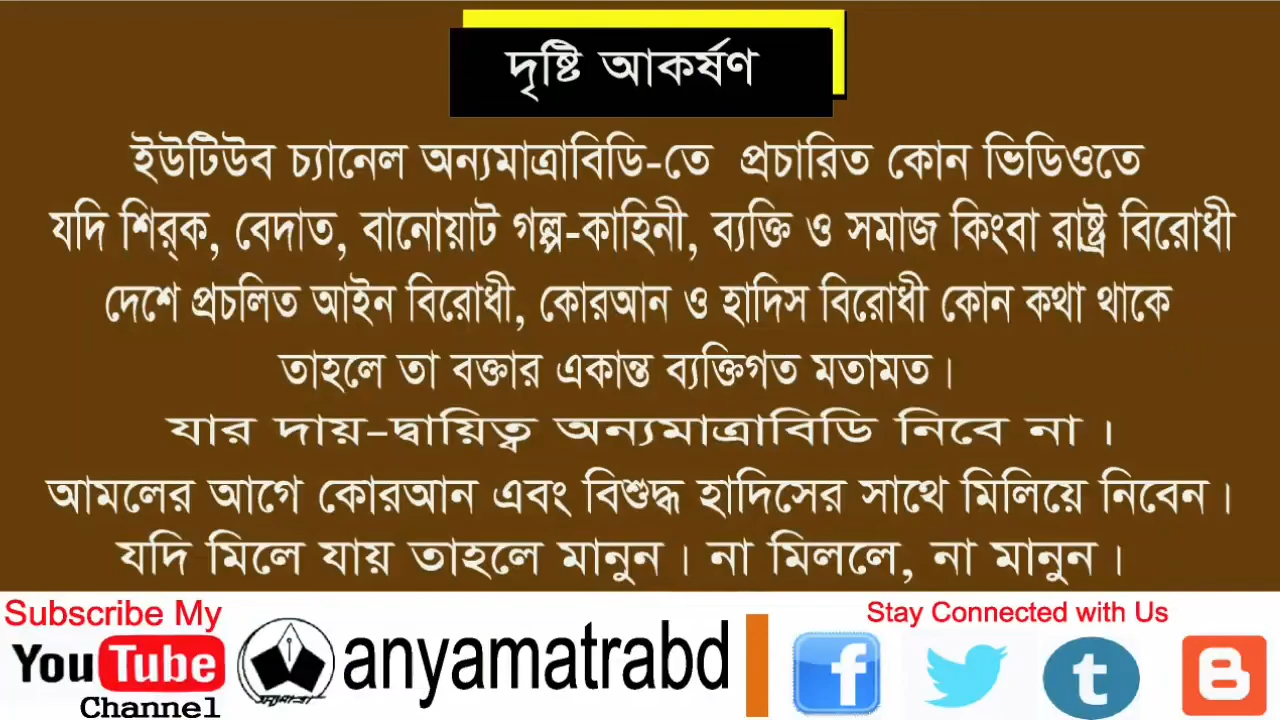 দৃষ্টি আকর্ষণ
ইউটিউব চ্যানেল অন্যমাত্রাবিডি-তে প্রচারিত কোন ভিডিওতে
যদি শির্‌ক, বেদাত, বানোয়াট গল্প-কাহিনী, ব্যক্তি ও সমাজ কিংবা রাষ্ট্র বিরোধী
দেশে প্রচলিত আইন বিরোধী, কোরআন ও হাদিস বিরোধী কোন কথা থাকে
তাহলে তা বক্তার একান্ত ব্যক্তিগত মতামত।
যার দায়-দ্বায়িত্ব অন্যমাত্রাবিডি নিবে না।
আমলের আগে কোরআন এবং বিশুদ্ধ হাদিসের সাথে মিলিয়ে নিবেন।
যদি মিলে যায় তাহলে মানুন। না মিললে, না মানুন।
Subscribe My
YouTube
Channel
অন্যমাত্রা
anyamatrabd
Stay Connected with Us
f
t
B